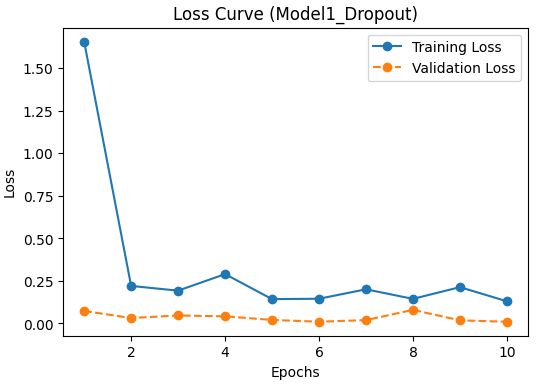 Loss Curve (Model1_Dropout)
Training Loss
Validation Loss
1.50
1.25
1.00
0.75
0.50
0.25
0.00
Loss
2
4
6
8
10
Epochs